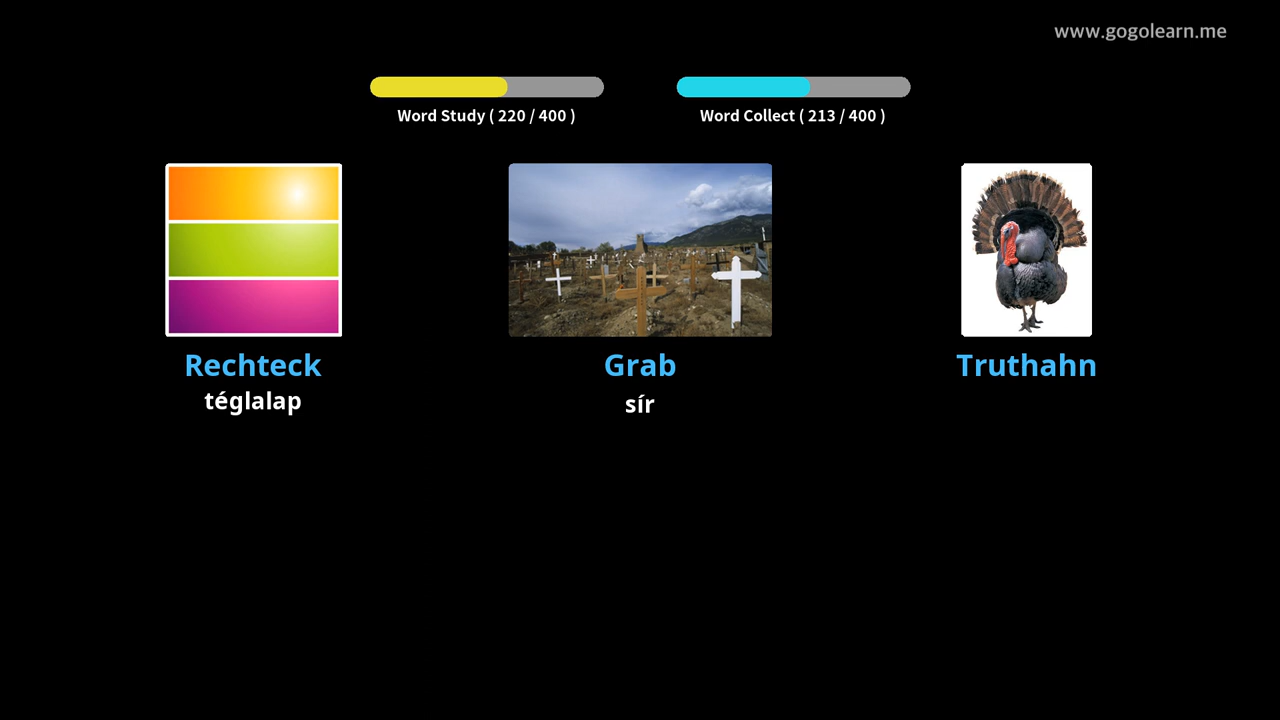 www.gogolearn.me
Word Study ( 220 / 400 )
Word Collect ( 213 / 400 )
Rechteck
téglalap
Grab
sír
Truthahn